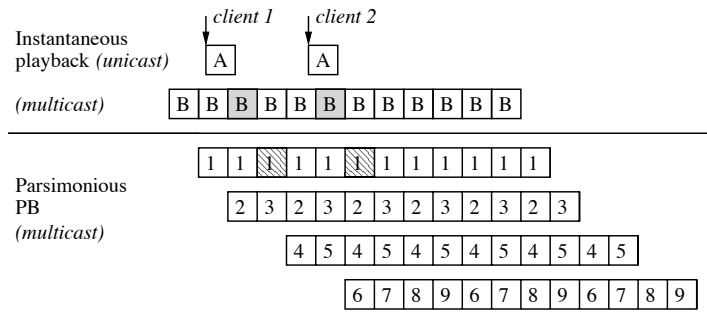 client 1 client 2
Instantaneous
playback (unicast) A A
(multicast) B B B B B B B B B B B B
1 1 1 1 1 1 1 1 1 1 1 1
Parsimonious
PB
2 3 2 3 2 3 2 3 2 3 2 3
(multicast)
4 5 4 5 4 5 4 5 4 5 4 5
6 7 8 9 6 7 8 9 6 7 8 9